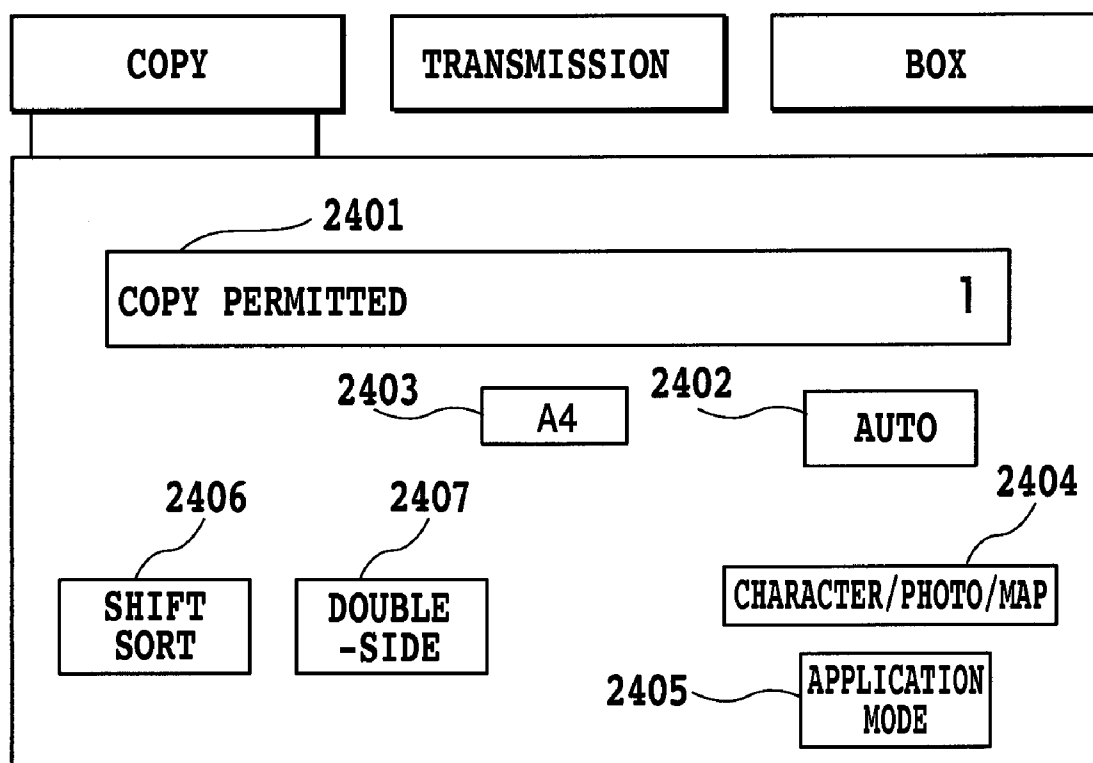 COPY TRANSMISSION BOX
2401
COPY PERMITTED 1
2403 A4 2402 AUTO
2406 2407 2404
SHIFT SORT
DOUBLE -SIDE
CHARACTER/PHOTO/MAP
2405 APPLICATION MODE